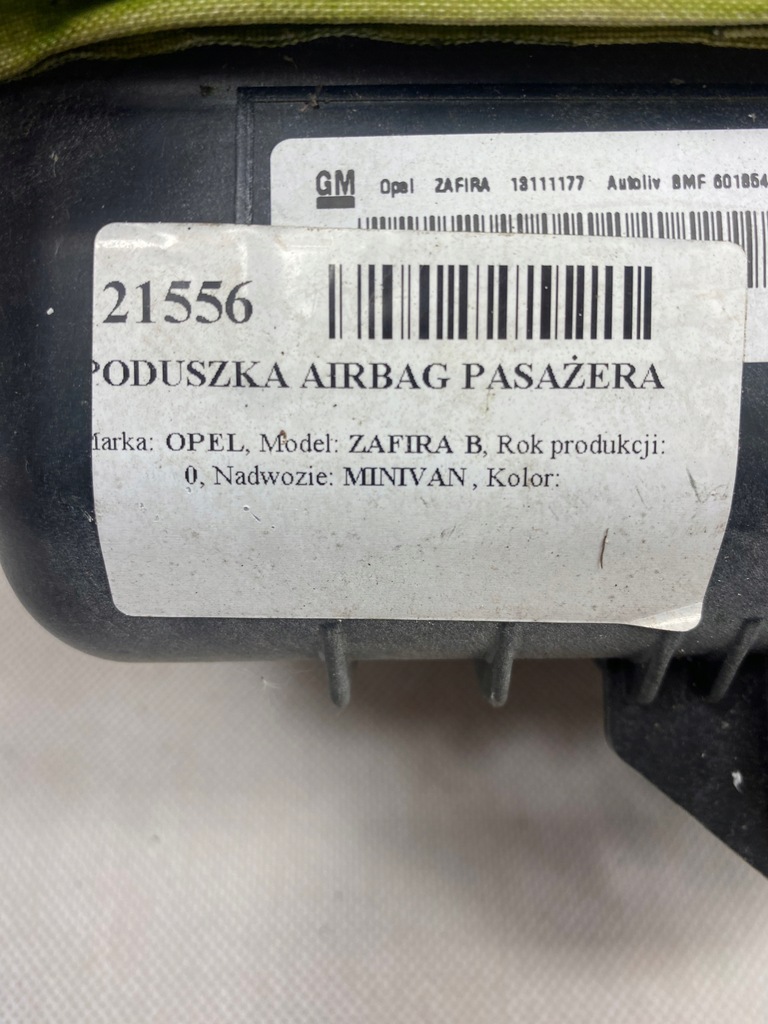 GM Opel ZAFIRA 13111177 Autoliv BMF 601854
21556
PODUSZKA AIRBAG PASAŻERA
Marka: OPEL, Model: ZAFIRA B, Rok produkcji:
0, Nadwozie: MINIVAN , Kolor: